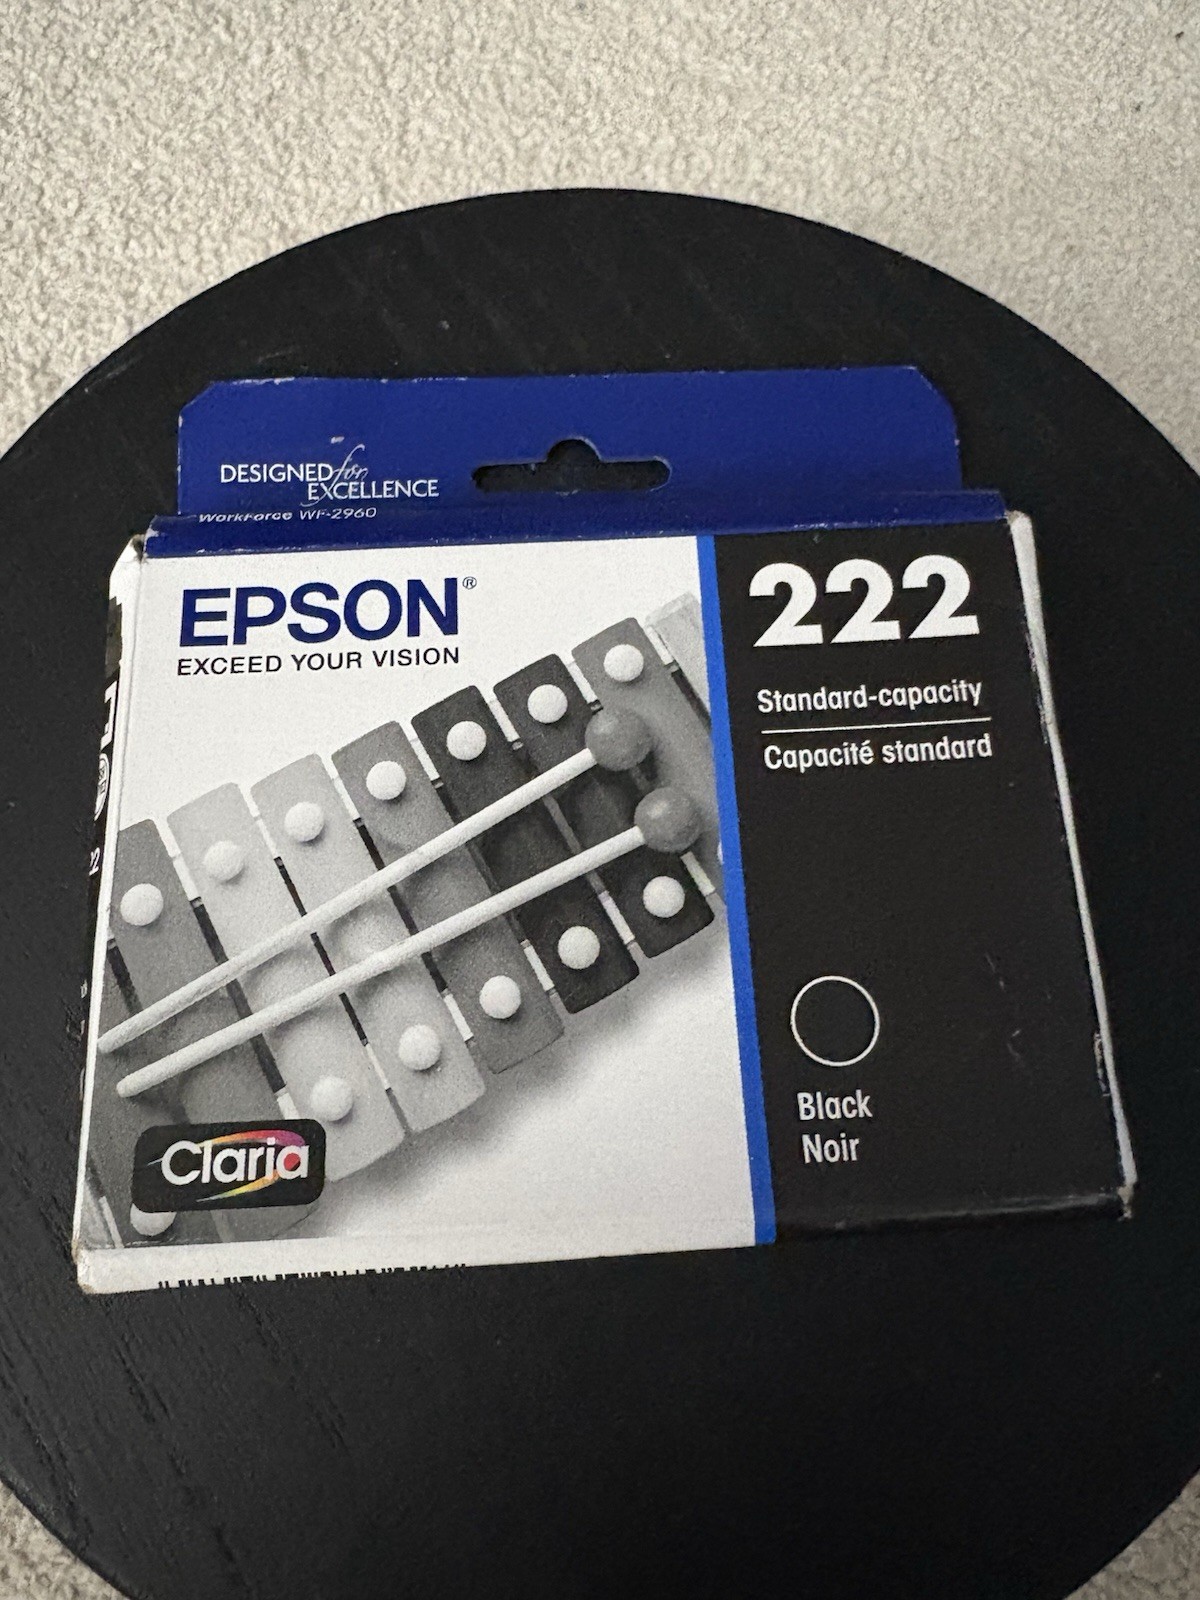 DESIGNED for
EXCELLENCE
WorkForce WF-2960
EPSON®
EXCEED YOUR VISION
222
Standard-capacity
Capacité standard
Black
Noir
Claria